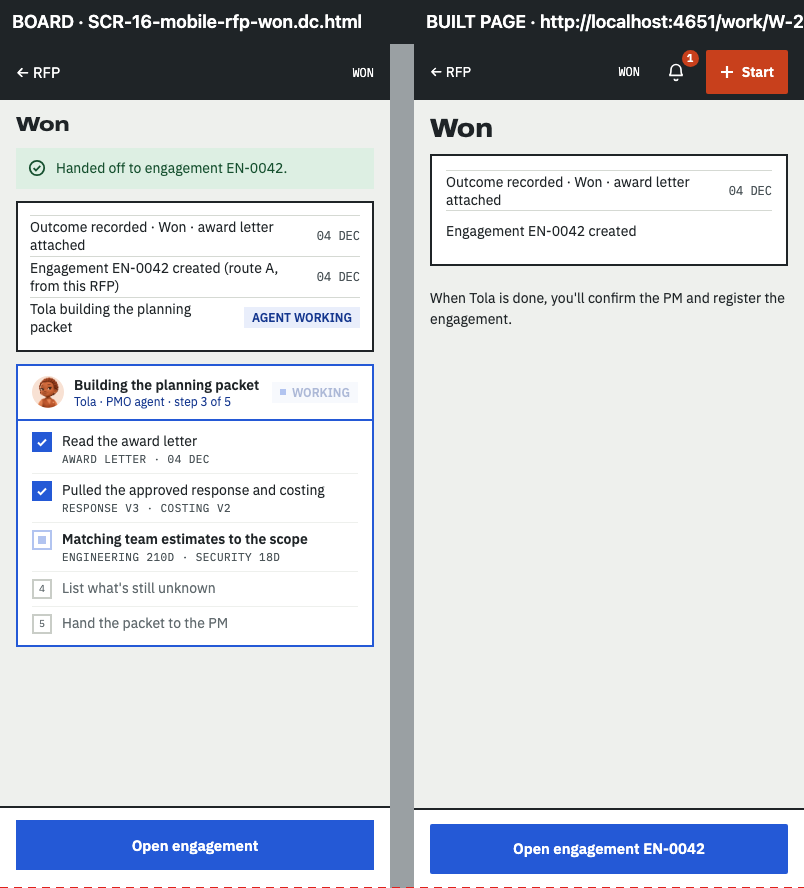 BOARD · SCR-16-mobile-rfp-won.dc.html
← RFP
WON
Won
Handed off to engagement EN-0042.
Outcome recorded · Won · award letter
attached
04 DEC
Engagement EN-0042 created (route A,
from this RFP)
04 DEC
Tola building the planning
packet
AGENT WORKING
Building the planning packet
Tola · PMO agent · step 3 of 5
WORKING
Read the award letter
AWARD LETTER · 04 DEC
Pulled the approved response and costing
RESPONSE V3 · COSTING V2
Matching team estimates to the scope
ENGINEERING 210D · SECURITY 18D
4 List what's still unknown
5 Hand the packet to the PM
Open engagement
BUILT PAGE · http://localhost:4651/work/W-2
← RFP
WON
1
+ Start
Won
Outcome recorded · Won · award letter
attached
04 DEC
Engagement EN-0042 created
When Tola is done, you'll confirm the PM and register the
engagement.
Open engagement EN-0042